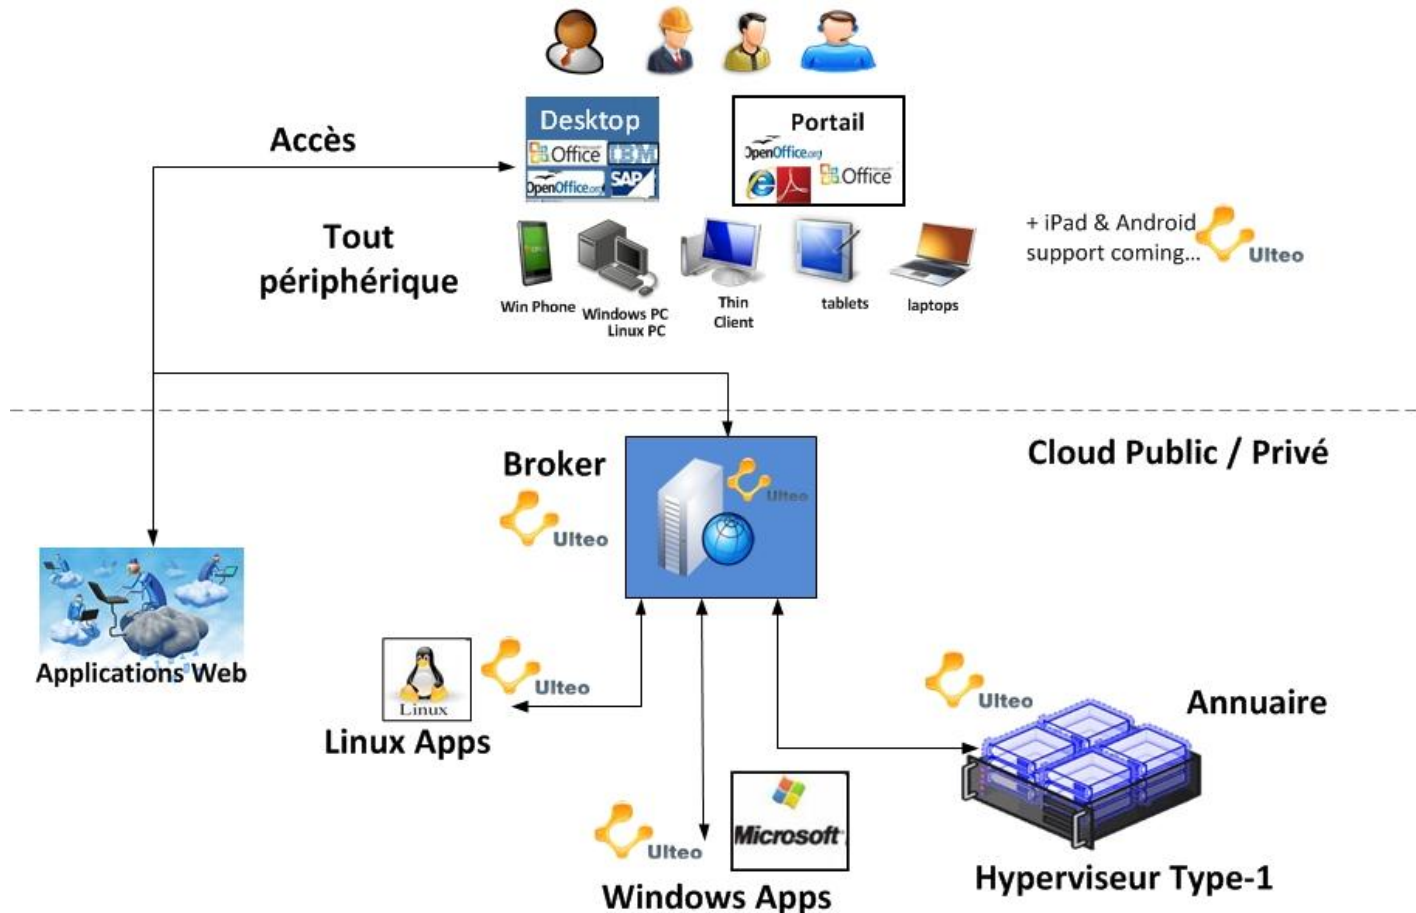 Accès
Desktop
Office
IBM
OpenOffice.org
SAP
Portail
OpenOffice.org
Microsoft
Office
Tout
périphérique
+ iPad & Android
support coming...
Ulteo
Win Phone
Windows PC
Linux PC
Thin
Client
tablets
laptops
Cloud Public / Privé
Broker
Ulteo
Ulteo
Applications Web
Linux
Ulteo
Linux Apps
Ulteo
Annuaire
Ulteo
Microsoft
Windows Apps
Hyperviseur Type-1